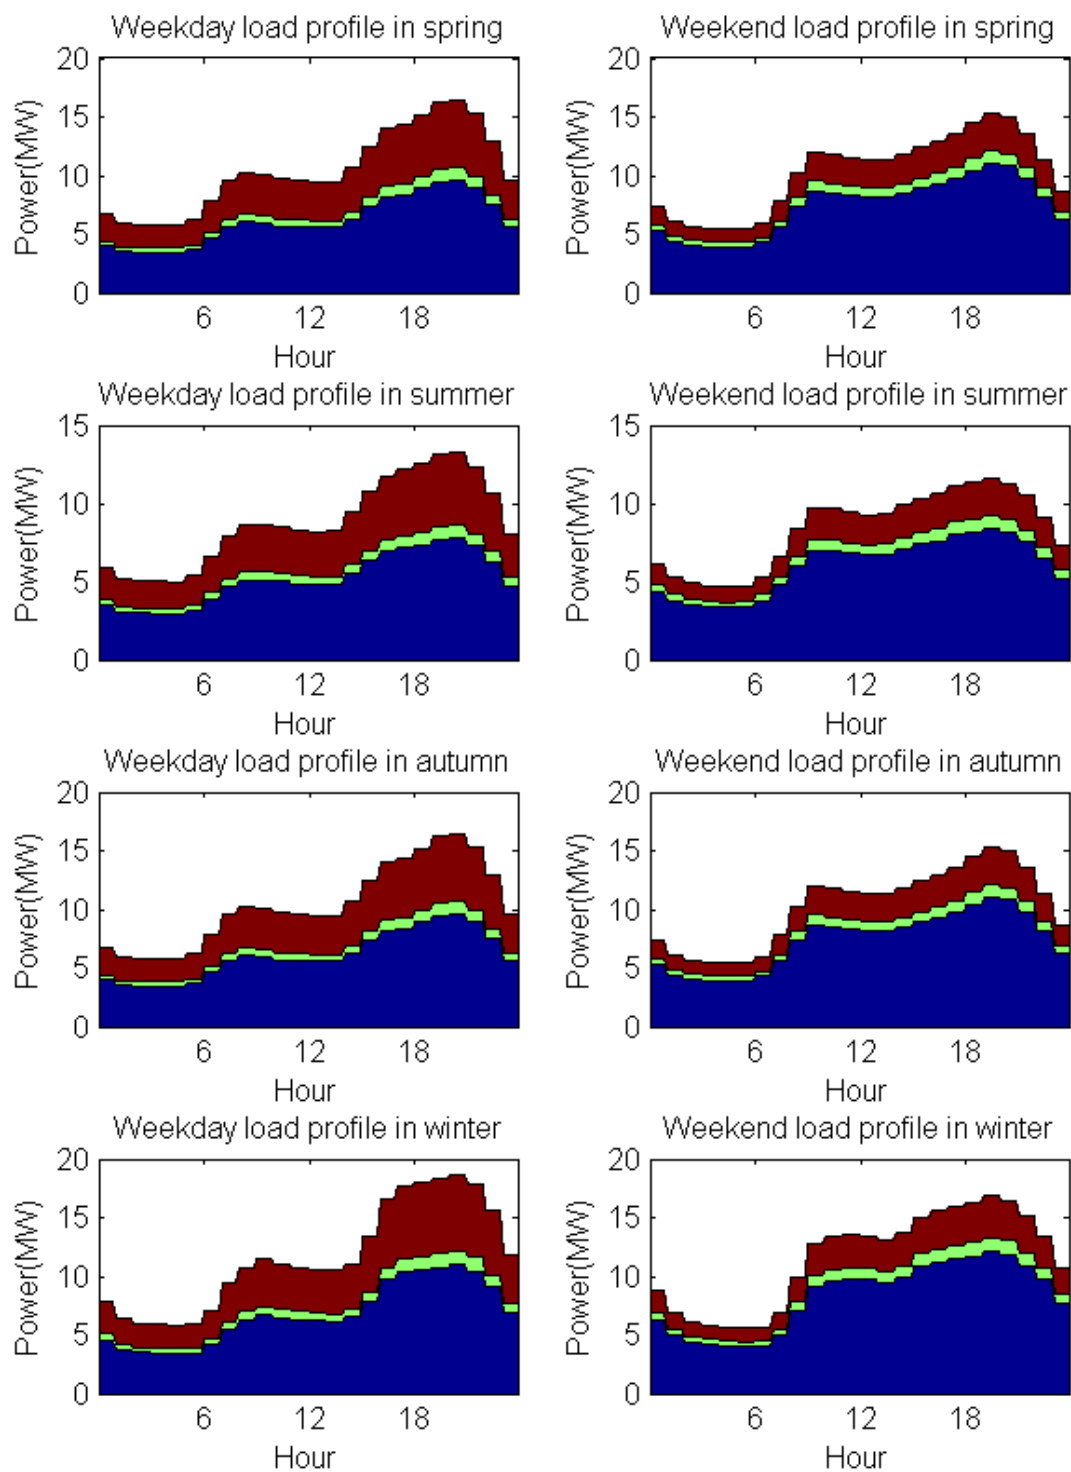 Weekday load profile in spring
20
15
10
5
0
Power(MW)
6 12 18
Hour
Weekend load profile in spring
20
15
10
5
0
Power(MW)
6 12 18
Hour
Weekday load profile in summer
15
10
5
0
Power(MW)
6 12 18
Hour
Weekend load profile in summer
15
10
5
0
Power(MW)
6 12 18
Hour
Weekday load profile in autumn
20
15
10
5
0
Power(MW)
6 12 18
Hour
Weekend load profile in autumn
20
15
10
5
0
Power(MW)
6 12 18
Hour
Weekday load profile in winter
20
15
10
5
0
Power(MW)
6 12 18
Hour
Weekend load profile in winter
20
15
10
5
0
Power(MW)
6 12 18
Hour